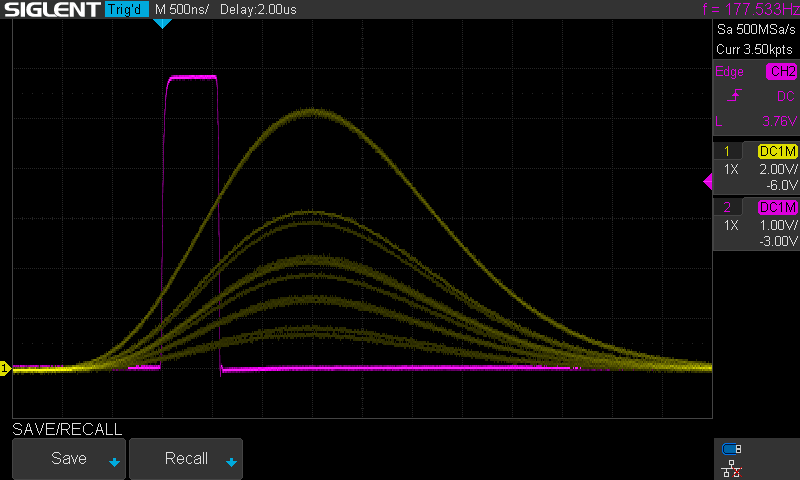 SIGLENT Trig'd M 500ns/ Delay:2.00us f = 177.533Hz
Sa 500MSa/s
Curr 3.50kpts
Edge CH2
DC
L 3.76V
1 DC1M
1X 2.00V/
-6.0V
2 DC1M
1X 1.00V/
-3.00V
1
SAVE/RECALL
Save Recall